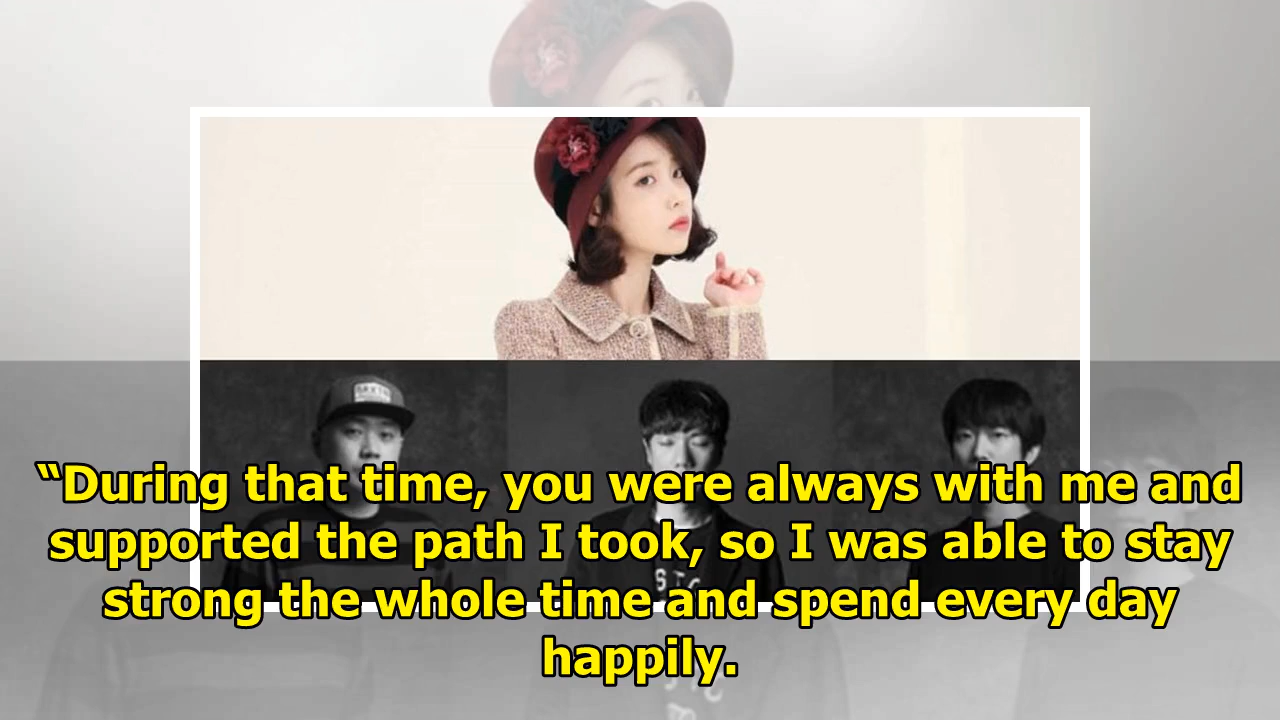 “During that time, you were always with me and
supported the path I took, so I was able to stay
strong the whole time and spend every day
happily.